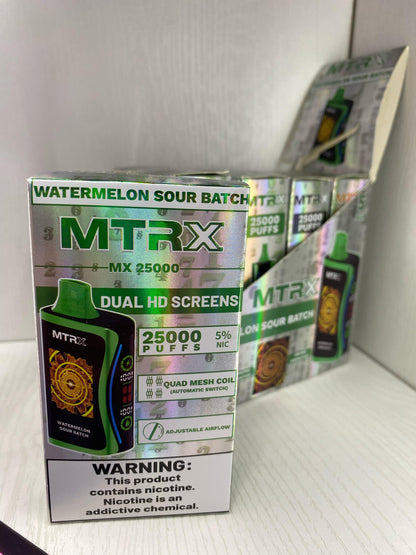 WATERMELON SOUR BATCH
MTRX
MX 25000
DUAL HD SCREENS
25000
PUFFS
5%
NIC
QUAD MESH COIL
(AUTOMATIC SWITCH)
ADJUSTABLE AIRFLOW
MTRX
WATERMELON
SOUR BATCH
WARNING:
This product
contains nicotine.
Nicotine is an
addictive chemical.
SOUR BATCH
MTRX
25000
PUFFS
MTRX
25000
PUFFS
MTRX
SOUR BATCH